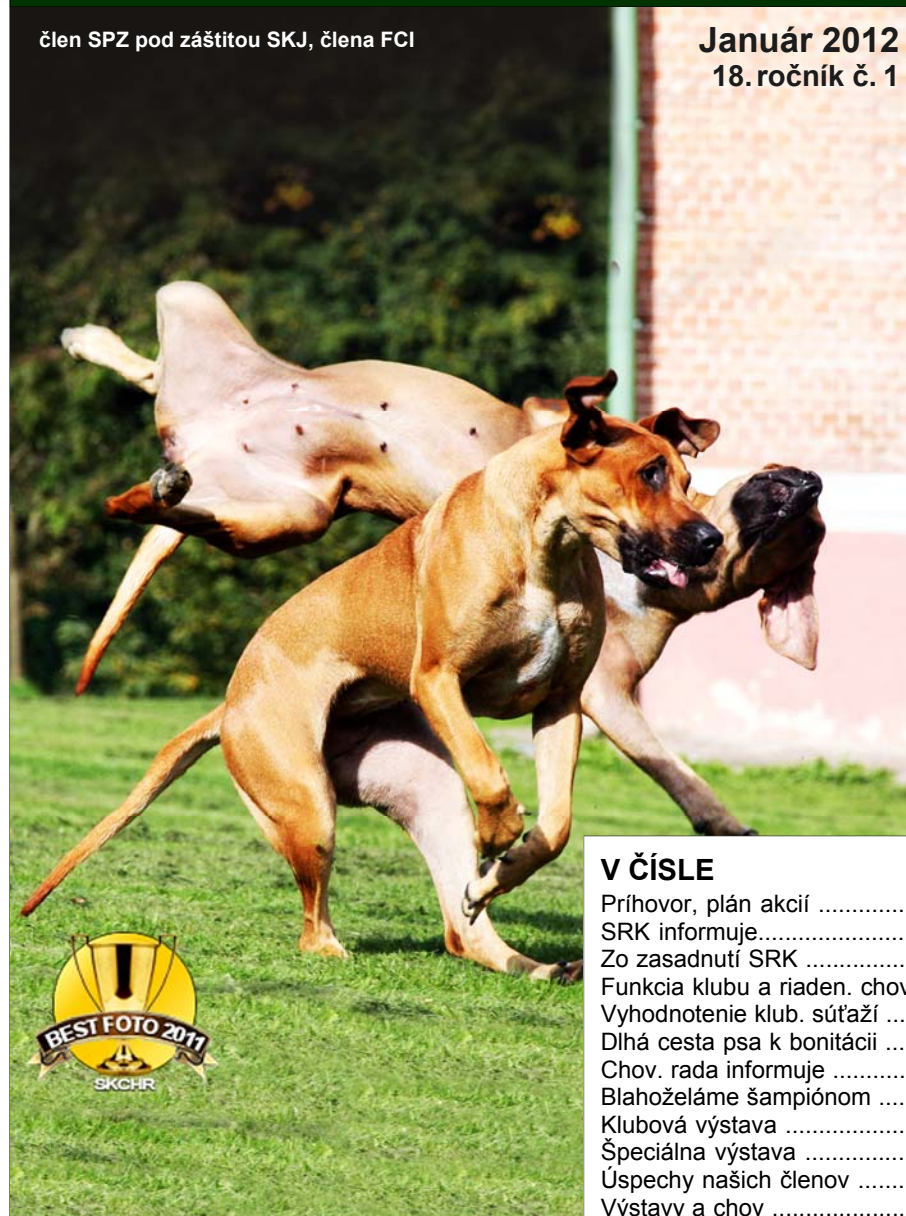 člen SPZ pod záštitou SKJ, člena FCI
Január 2012
18. ročník č. 1
BEST FOTO 2011
SKCHR
V ČÍSLE
Príhovor, plán akcií .............
SRK informuje......................
Zo zasadnutí SRK ...............
Funkcia klubu a riaden. chov
Vyhodnotenie klub. súťaží ...
Dlhá cesta psa k bonitácii ...
Chov. rada informuje ...........
Blahoželáme šampiónom ....
Klubová výstava ..................
Špeciálna výstava ...............
Úspechy našich členov ........
Výstavy a chov ....................